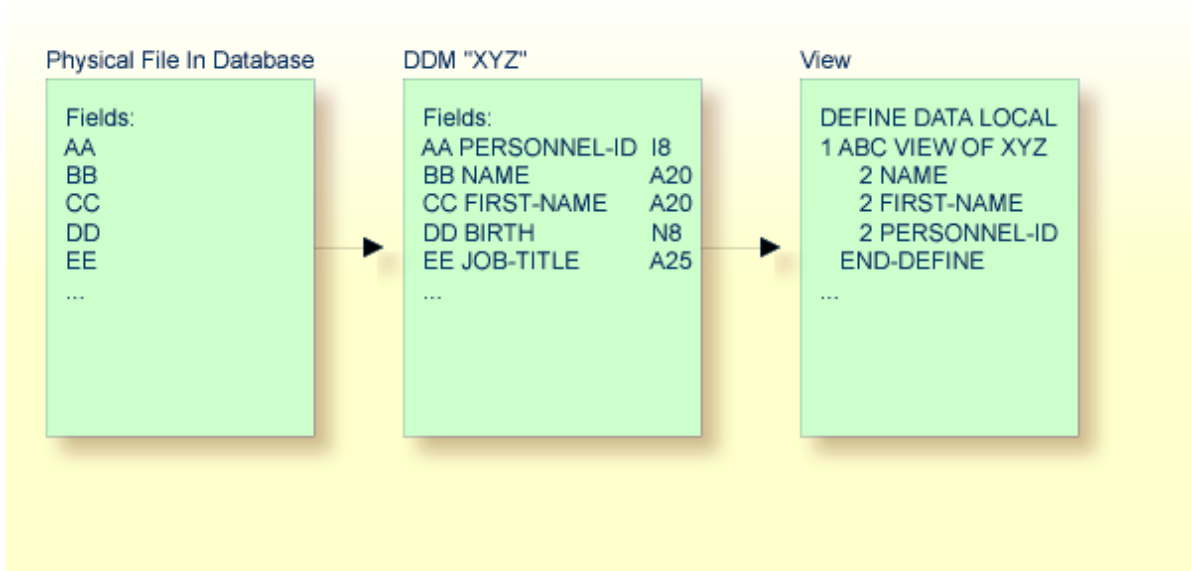 Physical File In Database
Fields:
AA
BB
CC
DD
EE
...
DDM "XYZ"
Fields:
AA PERSONNEL-ID I8
BB NAME A20
CC FIRST-NAME A20
DD BIRTH N8
EE JOB-TITLE A25
...
View
DEFINE DATA LOCAL
1 ABC VIEW OF XYZ
2 NAME
2 FIRST-NAME
2 PERSONNEL-ID
END-DEFINE
...